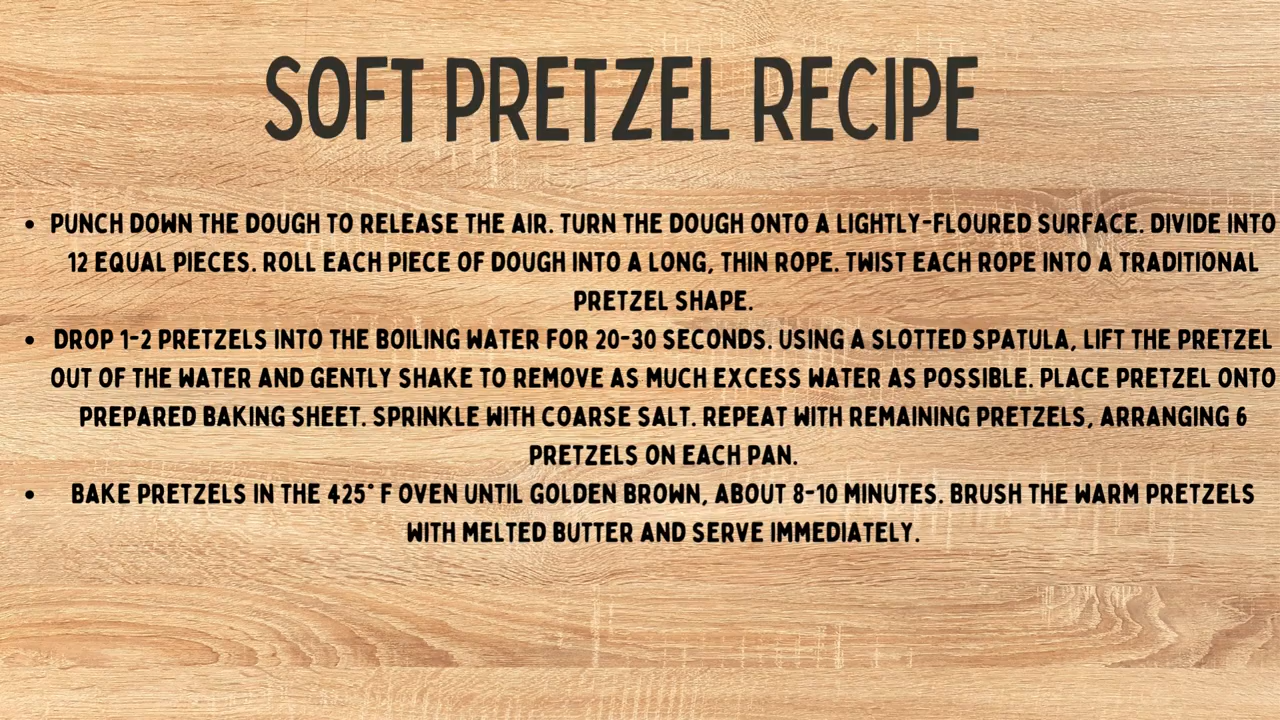 SOFT PRETZEL RECIPE
• PUNCH DOWN THE DOUGH TO RELEASE THE AIR. TURN THE DOUGH ONTO A LIGHTLY-FLOURED SURFACE. DIVIDE INTO
12 EQUAL PIECES. ROLL EACH PIECE OF DOUGH INTO A LONG, THIN ROPE. TWIST EACH ROPE INTO A TRADITIONAL
PRETZEL SHAPE.
• DROP 1-2 PRETZELS INTO THE BOILING WATER FOR 20-30 SECONDS. USING A SLOTTED SPATULA, LIFT THE PRETZEL
OUT OF THE WATER AND GENTLY SHAKE TO REMOVE AS MUCH EXCESS WATER AS POSSIBLE. PLACE PRETZEL ONTO
PREPARED BAKING SHEET. SPRINKLE WITH COARSE SALT. REPEAT WITH REMAINING PRETZELS, ARRANGING 6
PRETZELS ON EACH PAN.
• BAKE PRETZELS IN THE 425° F OVEN UNTIL GOLDEN BROWN, ABOUT 8-10 MINUTES. BRUSH THE WARM PRETZELS
WITH MELTED BUTTER AND SERVE IMMEDIATELY.